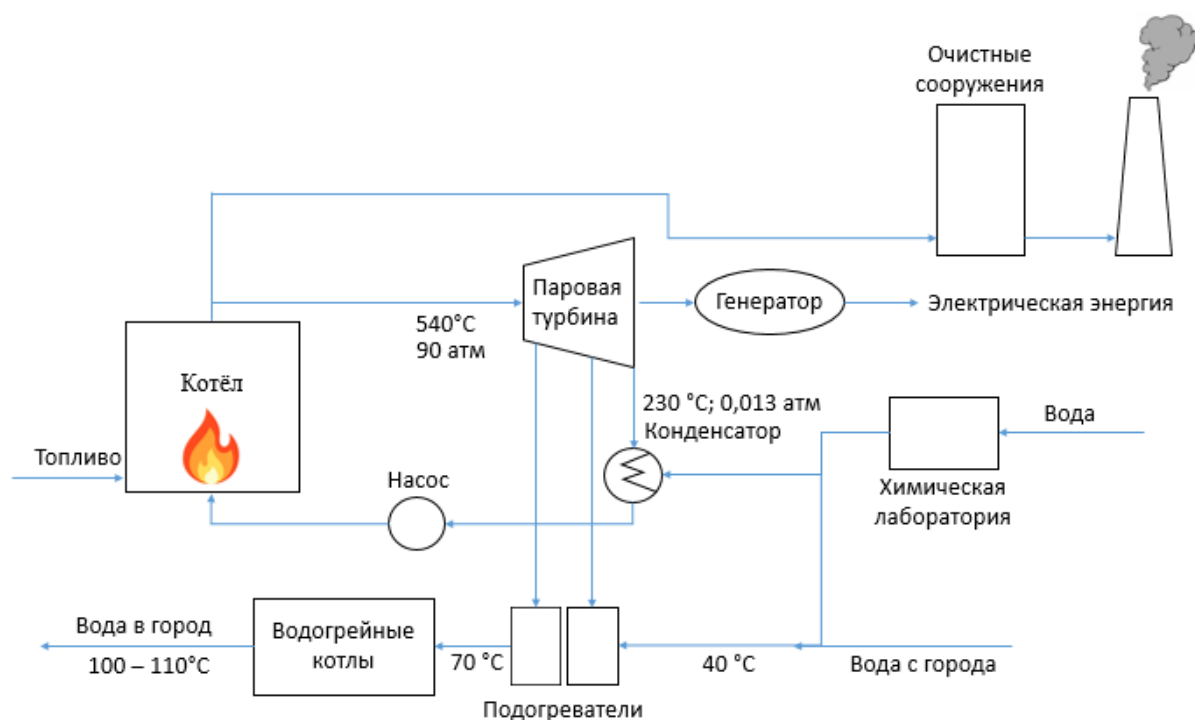 Очистные
сооружения
Паровая
турбина
Генератор
Электрическая энергия
540°C
90 атм
Котёл
230 °C; 0,013 атм
Конденсатор
Вода
Топливо
Насос
Химическая
лаборатория
Вода в город
100 – 110°C
Водогрейные
котлы
70 °C
40 °C
Вода с города
Подогреватели